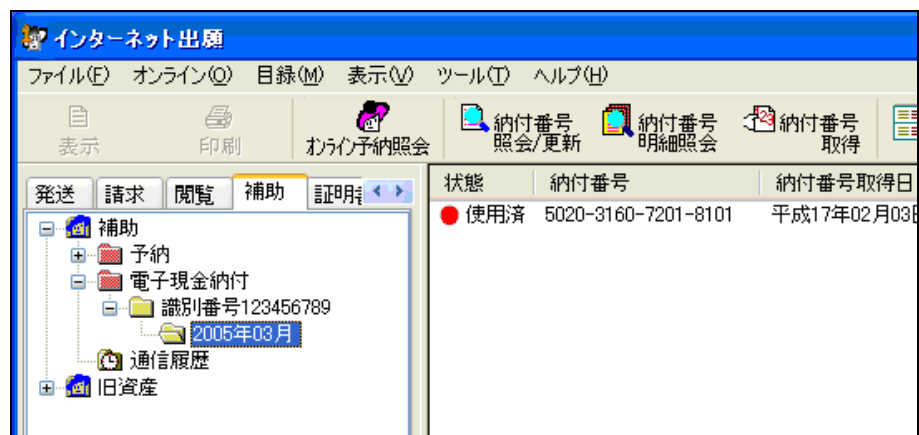 インターネット出願
ファイル(F) オンライン(O) 目録(M) 表示(V) ツール(T) ヘルプ(H)
表示 印刷 オンライン予納照会 納付番号照会/更新 納付番号明細照会 納付番号取得
発送 請求 閲覧 補助
補助
予納
電子現金納付
識別番号123456789
2005年03月
通信履歴
旧資産
状態 納付番号 納付番号取得日
使用済 5020-3160-7201-8101 平成17年02月03